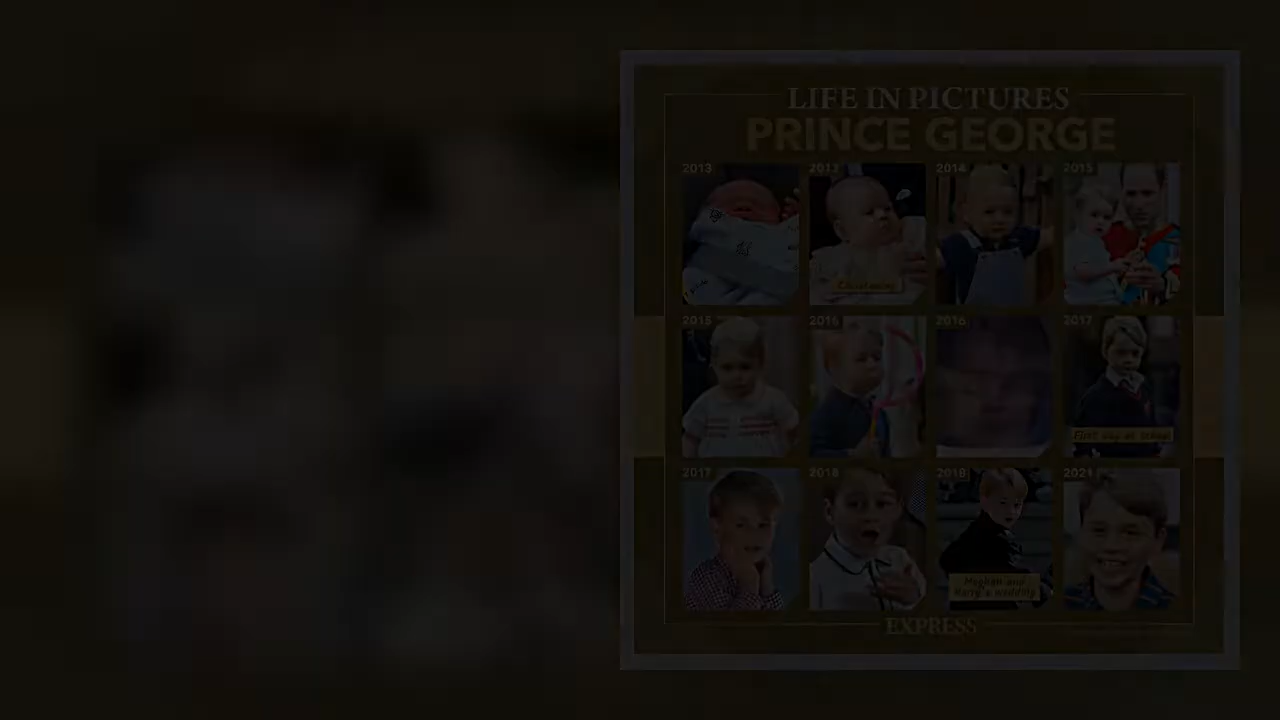 LIFE IN PICTURES
PRINCE GEORGE
2013
2013
2014
2015
Christening
2015
2016
2016
2017
First day at School
2017
2018
2018
2021
Meghan and
Harry's wedding
EXPRESS